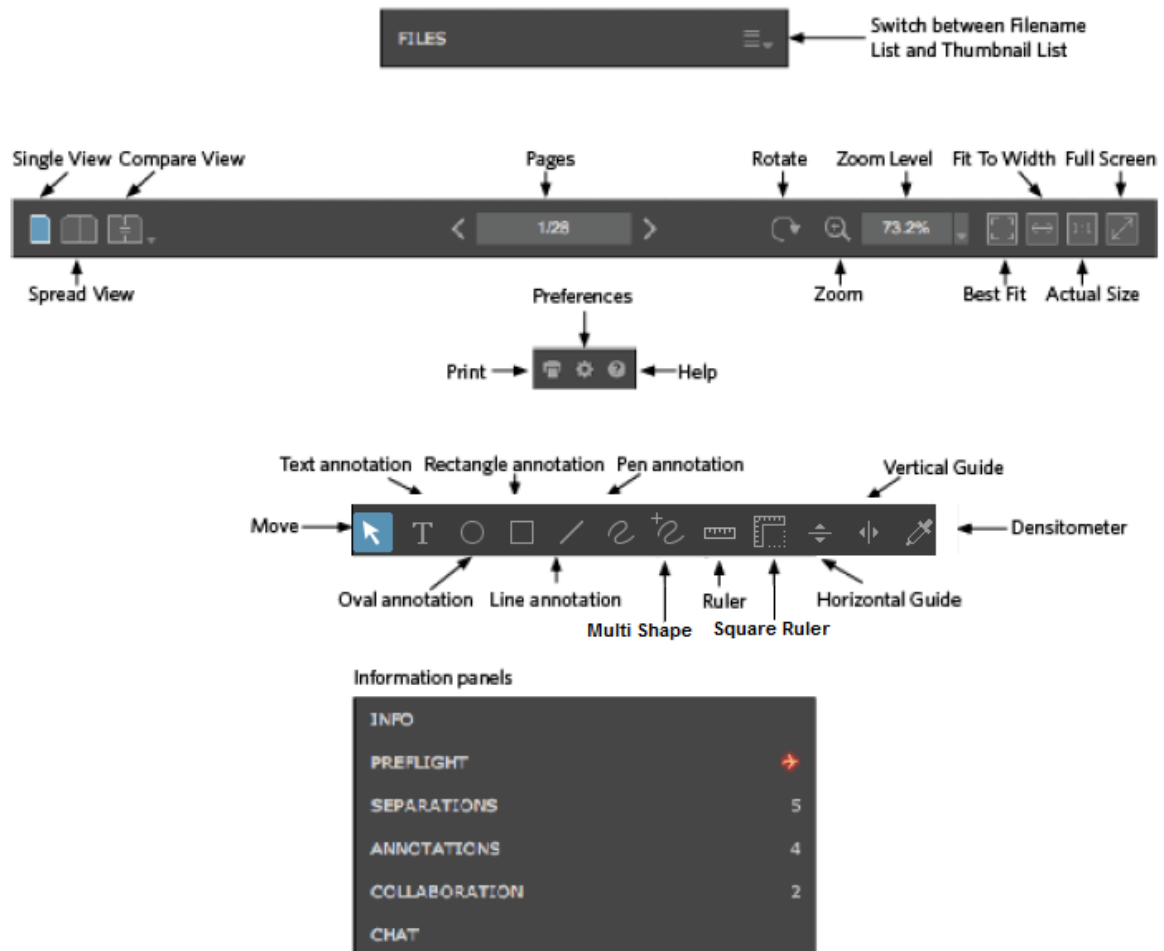 FILES
Switch between Filename
List and Thumbnail List
Single View Compare View Pages Rotate Zoom Level Fit To Width Full Screen
1/28 73.2% 1:1
Spread View Zoom Best Fit Actual Size
Preferences
Print Help
Text annotation Rectangle annotation Pen annotation Vertical Guide
Move T Densitometer
Oval annotation Line annotation Ruler Horizontal Guide
Multi Shape Square Ruler
Information panels
INFO
PREFLIGHT
SEPARATIONS 5
ANNOTATIONS 4
COLLABORATION 2
CHAT